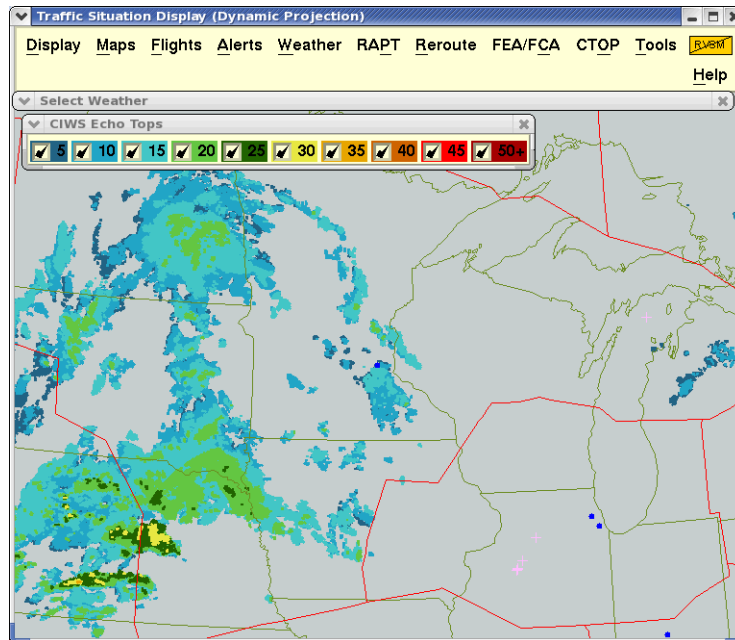 Traffic Situation Display (Dynamic Projection)
Display Maps Flights Alerts Weather RAPT Reroute FEA/FCA CTOP Tools RVSM
Help
Select Weather
CIWS Echo Tops
5 10 15 20 25 30 35 40 45 50+